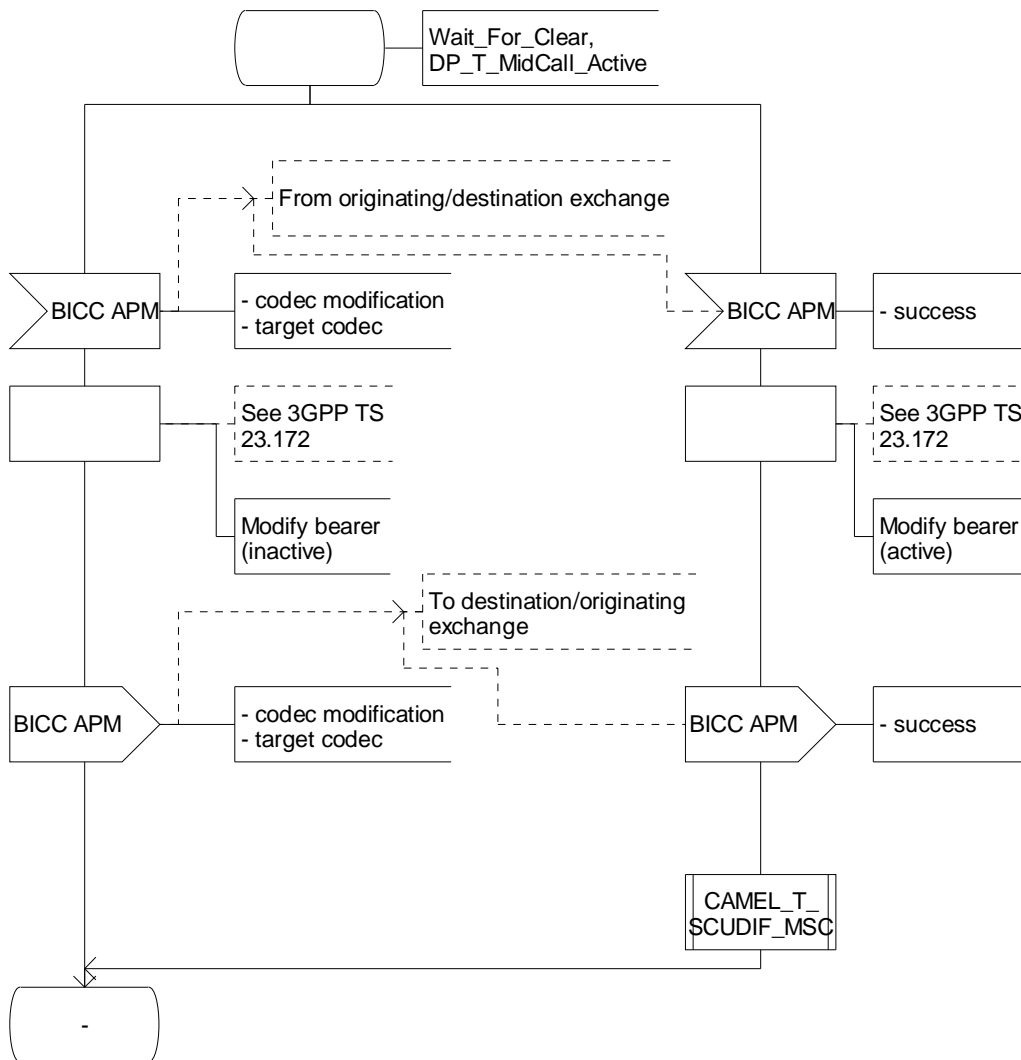 Wait_For_Clear,
DP_T_MidCall_Active
From originating/destination exchange
BICC APM
- codec modification
- target codec
BICC APM
- success
See 3GPP TS
23.172
See 3GPP TS
23.172
Modify bearer
(inactive)
Modify bearer
(active)
To destination/originating
exchange
BICC APM
- codec modification
- target codec
BICC APM
- success
CAMEL_T_
SCUDIF_MSC
-